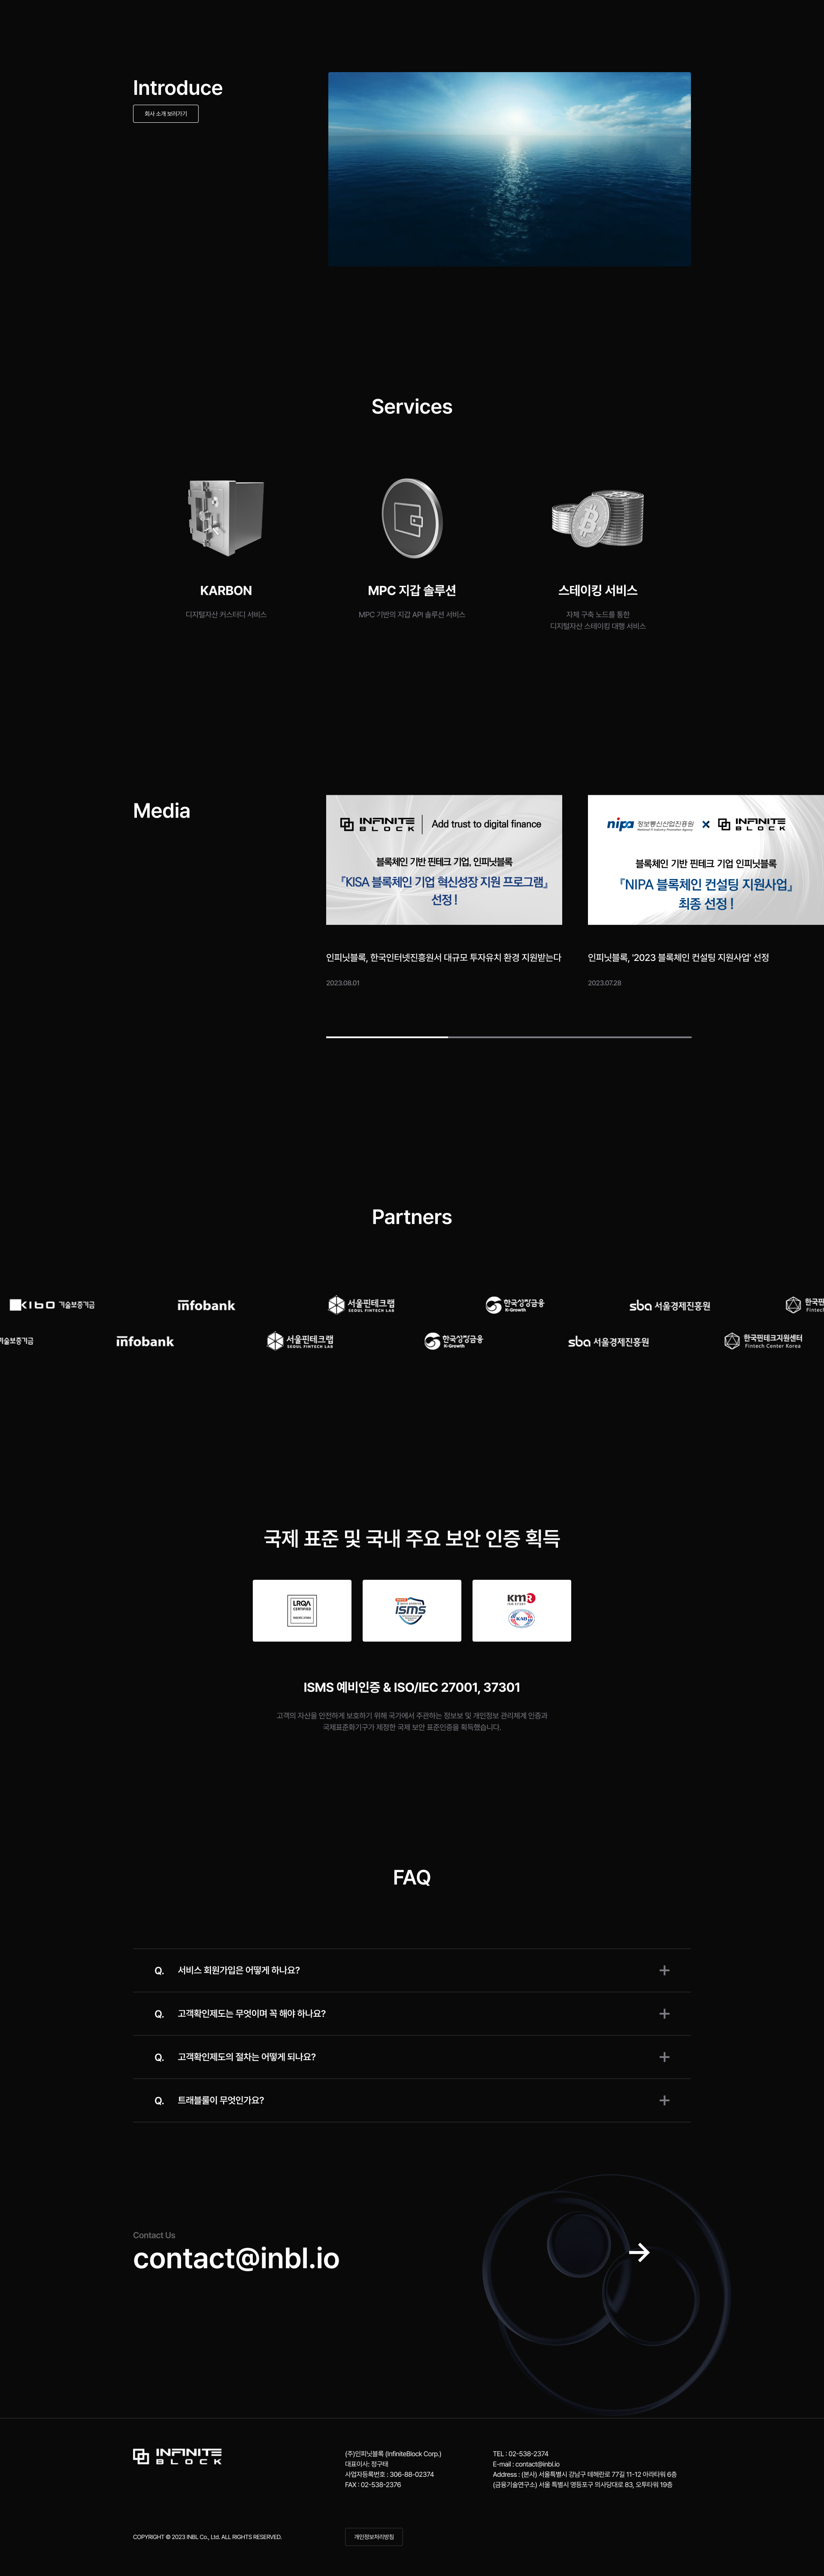 Introduce
회사 소개 보러가기
Services
KARBON
디지털자산 커스터디 서비스
MPC 지갑 솔루션
MPC 기반의 지갑 API 솔루션 서비스
스테이킹 서비스
자체 구축 노드를 통한
디지털자산 스테이킹 대행 서비스
Media
INFINITE BLOCK
Add trust to digital finance
블록체인 기반 핀테크 기업, 인피닛블록
『KISA 블록체인 기업 혁신성장 지원 프로그램』
선정 !
인피닛블록, 한국인터넷진흥원서 대규모 투자유치 환경 지원받는다
2023.08.01
nipa 정보통신산업진흥원
National IT Industry Promotion Agency
×
INFINITE BLOCK
블록체인 기반 핀테크 기업 인피닛블록
『NIPA 블록체인 컨설팅 지원사업』
최종 선정 !
인피닛블록, '2023 블록체인 컨설팅 지원사업' 선정
2023.07.28
Partners
KIBO 기술보증기금
infobank
서울핀테크랩
SEOUL FINTECH LAB
한국성장금융
K-Growth
sba 서울경제진흥원
한국핀
Fintech
기술보증기금
infobank
서울핀테크랩
SEOUL FINTECH LAB
한국성장금융
K-Growth
sba 서울경제진흥원
한국핀테크지원센터
Fintech Center Korea
국제 표준 및 국내 주요 보안 인증 획득
LRQA
CERTIFIED
isms
KMR
KAB
ISMS 예비인증 & ISO/IEC 27001, 37301
고객의 자산을 안전하게 보호하기 위해 국가에서 주관하는 정보보 및 개인정보 관리체계 인증과
국제표준화기구가 제정한 국제 보안 표준인증을 획득했습니다.
FAQ
Q. 서비스 회원가입은 어떻게 하나요?
Q. 고객확인제도는 무엇이며 꼭 해야 하나요?
Q. 고객확인제도의 절차는 어떻게 되나요?
Q. 트래블룰이 무엇인가요?
Contact Us
contact@inbl.io
INFINITE BLOCK
(주)인피닛블록 (InfiniteBlock Corp.)
대표이사: 정구태
사업자등록번호 : 306-88-02374
FAX : 02-538-2376
TEL : 02-538-2374
E-mail : contact@inbl.io
Address : (본사) 서울특별시 강남구 테헤란로 77길 11-12 아라타워 6층
(금융기술연구소) 서울 특별시 영등포구 의사당대로 83, 오투타워 19층
COPYRIGHT © 2023 INBL Co., Ltd. ALL RIGHTS RESERVED.
개인정보처리방침